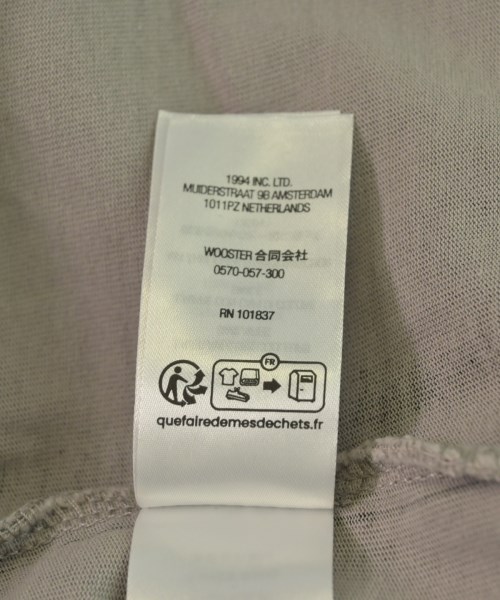 1994 INC. LTD.
MUIDERSTRAAT 9B AMSTERDAM
1011PZ NETHERLANDS
WOOSTER 合同会社
0570-057-300
RN 101837
FR
quefairedemesdechets.fr